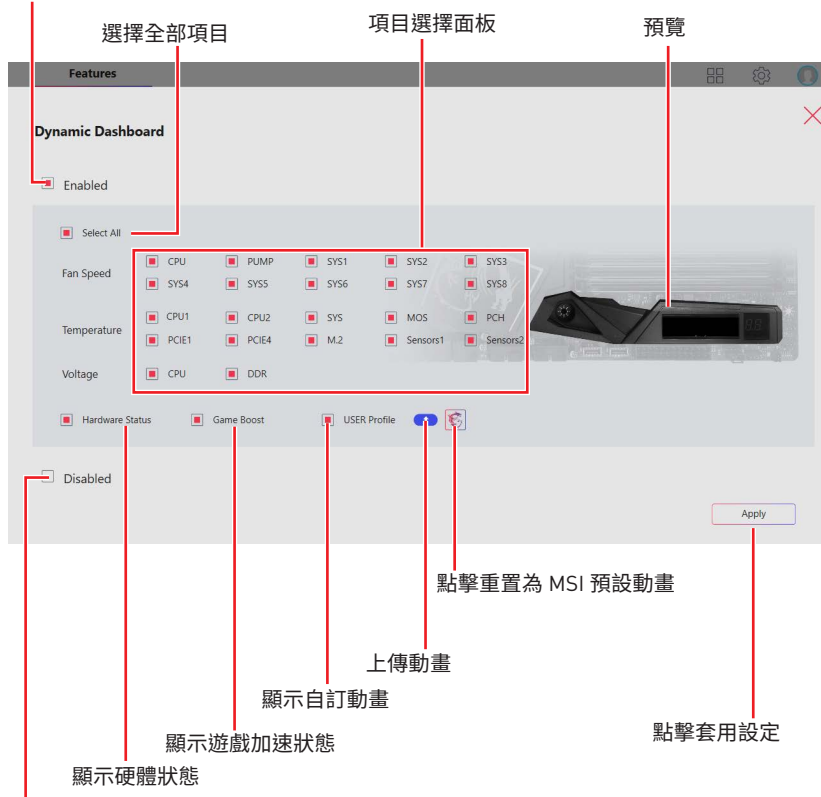 選擇全部項目
項目選擇面板
預覽
Features
Dynamic Dashboard
Enabled
Select All
Fan Speed
CPU PUMP SYS1 SYS2 SYS3
SYS4 SYS5 SYS6 SYS7 SYS8
Temperature
CPU1 CPU2 SYS MOS PCH
PCIE1 PCIE4 M.2 Sensors1 Sensors2
Voltage CPU DDR
Hardware Status Game Boost USER Profile
Disabled
Apply
點擊重置為 MSI 預設動畫
上傳動畫
顯示自訂動畫
點擊套用設定
顯示遊戲加速狀態
顯示硬體狀態